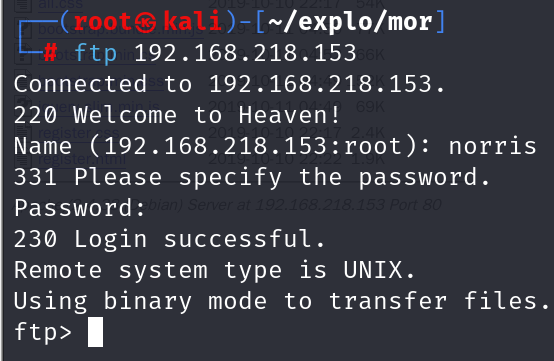 ┌──(root㉿kali)-[~/explo/mor]
└─# ftp 192.168.218.153
Connected to 192.168.218.153.
220 Welcome to Heaven!
Name (192.168.218.153:root): norris
331 Please specify the password.
Password:
230 Login successful.
Remote system type is UNIX.
Using binary mode to transfer files.
ftp>